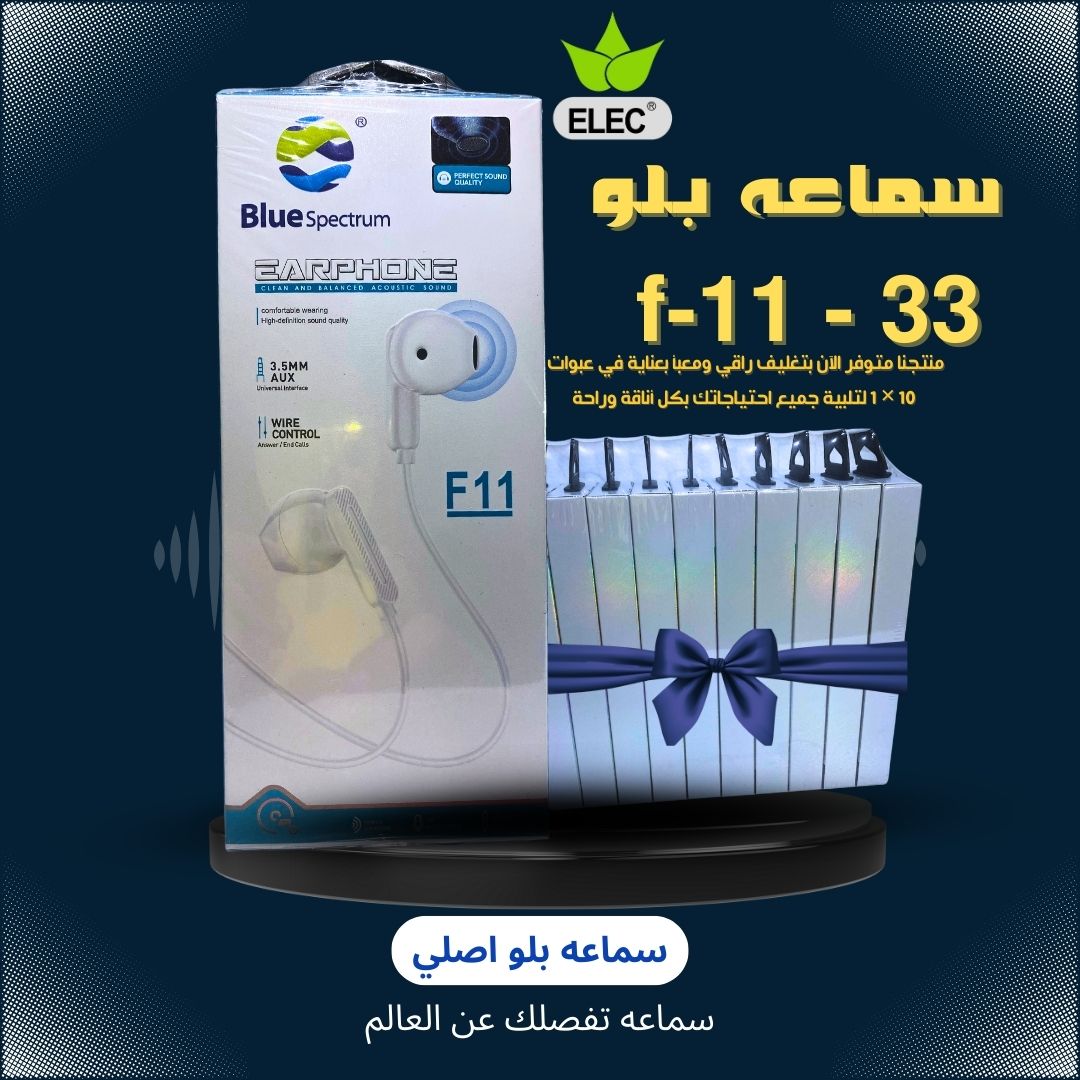 ELEC®
سماعه بلو
f-11 - 33
منتجنا متوفر الآن بتغليف راقي ومعبأ بعناية في عبوات
10 × 1 لتلبية جميع احتياجاتك بكل أناقة وراحة
®
Blue Spectrum
PERFECT SOUND
QUALITY
EARPHONE
CLEAN AND BALANCED ACOUSTIC SOUND
comfortable wearing
High-definition sound quality
3.5MM
AUX
Universal interface
WIRE
CONTROL
Answer / End Calls
F11
سماعه بلو اصلي
سماعه تفصلك عن العالم